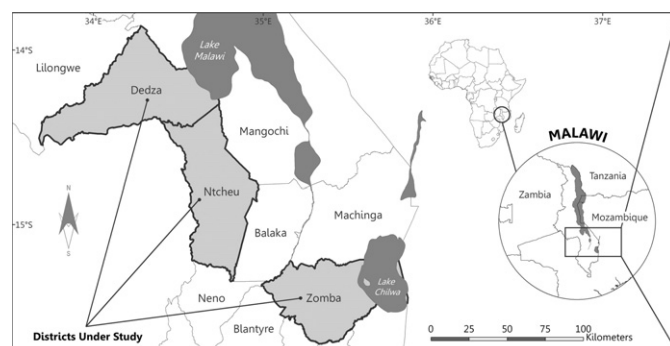 34°E
35°E
36°E
37°E
14°S
15°S
Lilongwe
Lake
Malawi
Dedza
Mangochi
Ntcheu
Balaka
Machinga
Neno
Zomba
Lake
Chilwa
Blantyre
Districts Under Study
N
S
MALAWI
Tanzania
Zambia
Mozambique
0 25 50 75 100
Kilometers